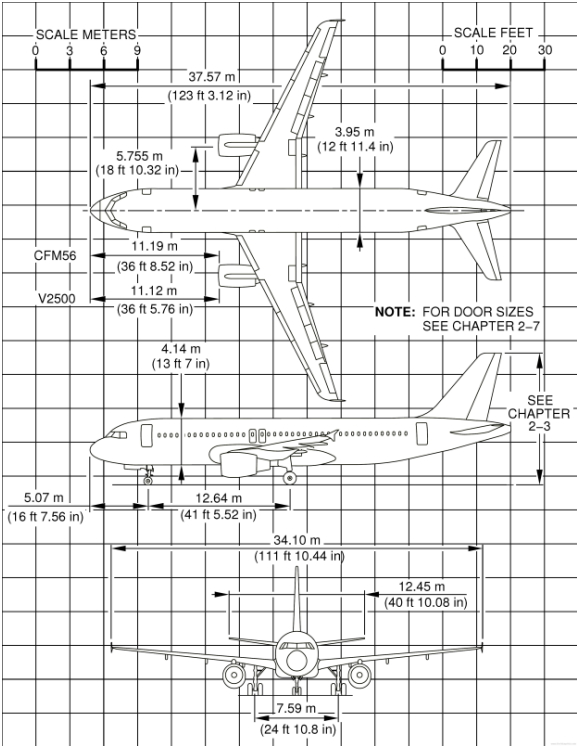 SCALE METERS
0 3 6 9
SCALE FEET
0 10 20 30
37.57 m
(123 ft 3.12 in)
3.95 m
(12 ft 11.4 in)
5.755 m
(18 ft 10.32 in)
11.19 m
CFM56
(36 ft 8.52 in)
11.12 m
V2500
(36 ft 5.76 in)
NOTE: FOR DOOR SIZES
SEE CHAPTER 2-7
4.14 m
(13 ft 7 in)
SEE
CHAPTER
2-3
5.07 m
(16 ft 7.56 in)
12.64 m
(41 ft 5.52 in)
34.10 m
(111 ft 10.44 in)
12.45 m
(40 ft 10.08 in)
7.59 m
(24 ft 10.8 in)